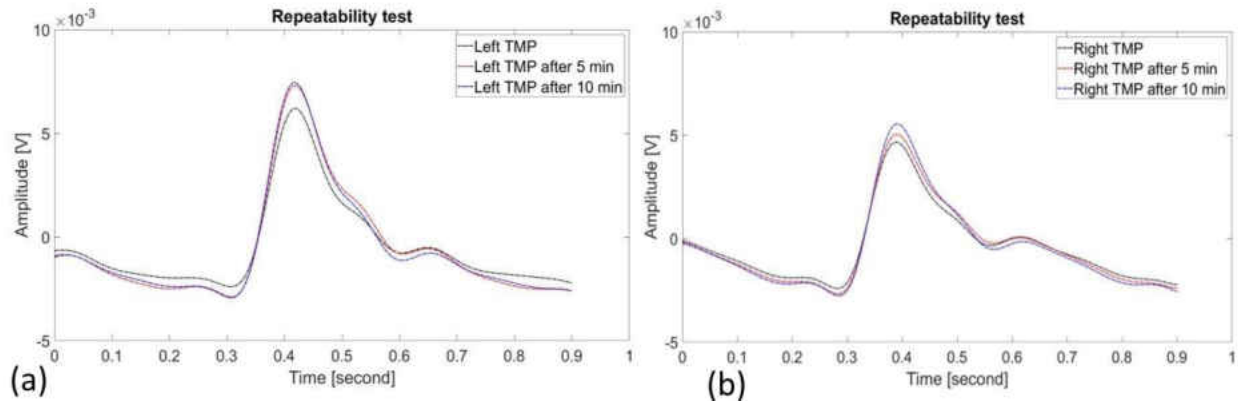 Repeatability test
×10-3
10
5
0
-5
Amplitude [V]
Left TMP
Left TMP after 5 min
Left TMP after 10 min
0 0.1 0.2 0.3 0.4 0.5 0.6 0.7 0.8 0.9 1
Time [second]
(a)
Repeatability test
×10-3
10
5
0
-5
Amplitude [V]
Right TMP
Right TMP after 5 min
Right TMP after 10 min
0 0.1 0.2 0.3 0.4 0.5 0.6 0.7 0.8 0.9 1
Time [second]
(b)